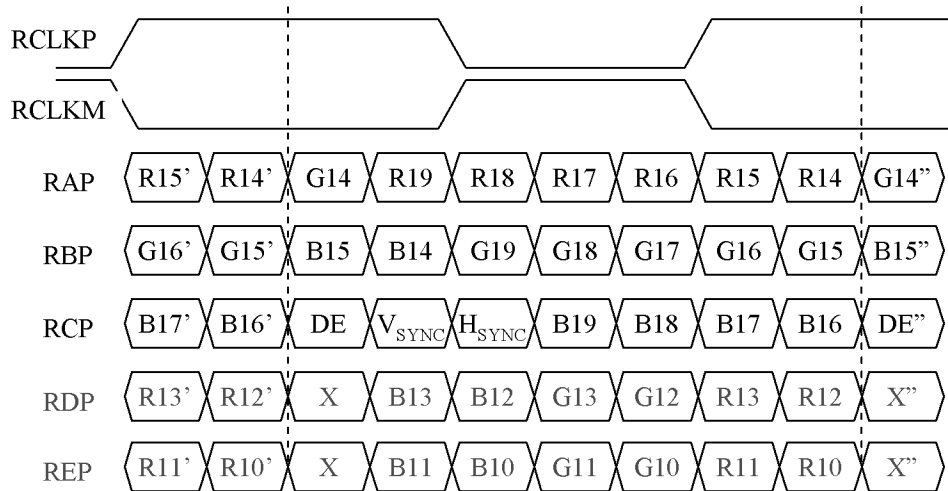 RCLKP
RCLKM
RAP R15’ R14’ G14 R19 R18 R17 R16 R15 R14 G14”
RBP G16’ G15’ B15 B14 G19 G18 G17 G16 G15 B15”
RCP B17’ B16’ DE VSYNC HSYNC B19 B18 B17 B16 DE”
RDP R13’ R12’ X B13 B12 G13 G12 R13 R12 X”
REP R11’ R10’ X B11 B10 G11 G10 R11 R10 X”